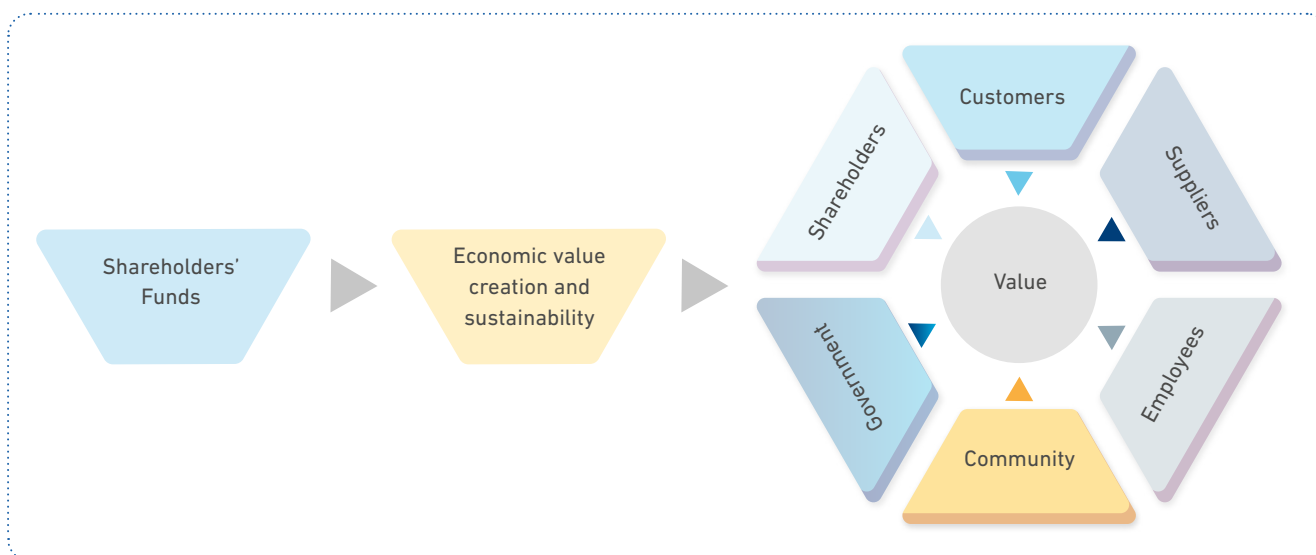 Shareholders’
Funds
Economic value
creation and
sustainability
Customers
Shareholders
Suppliers
Value
Government
Employees
Community